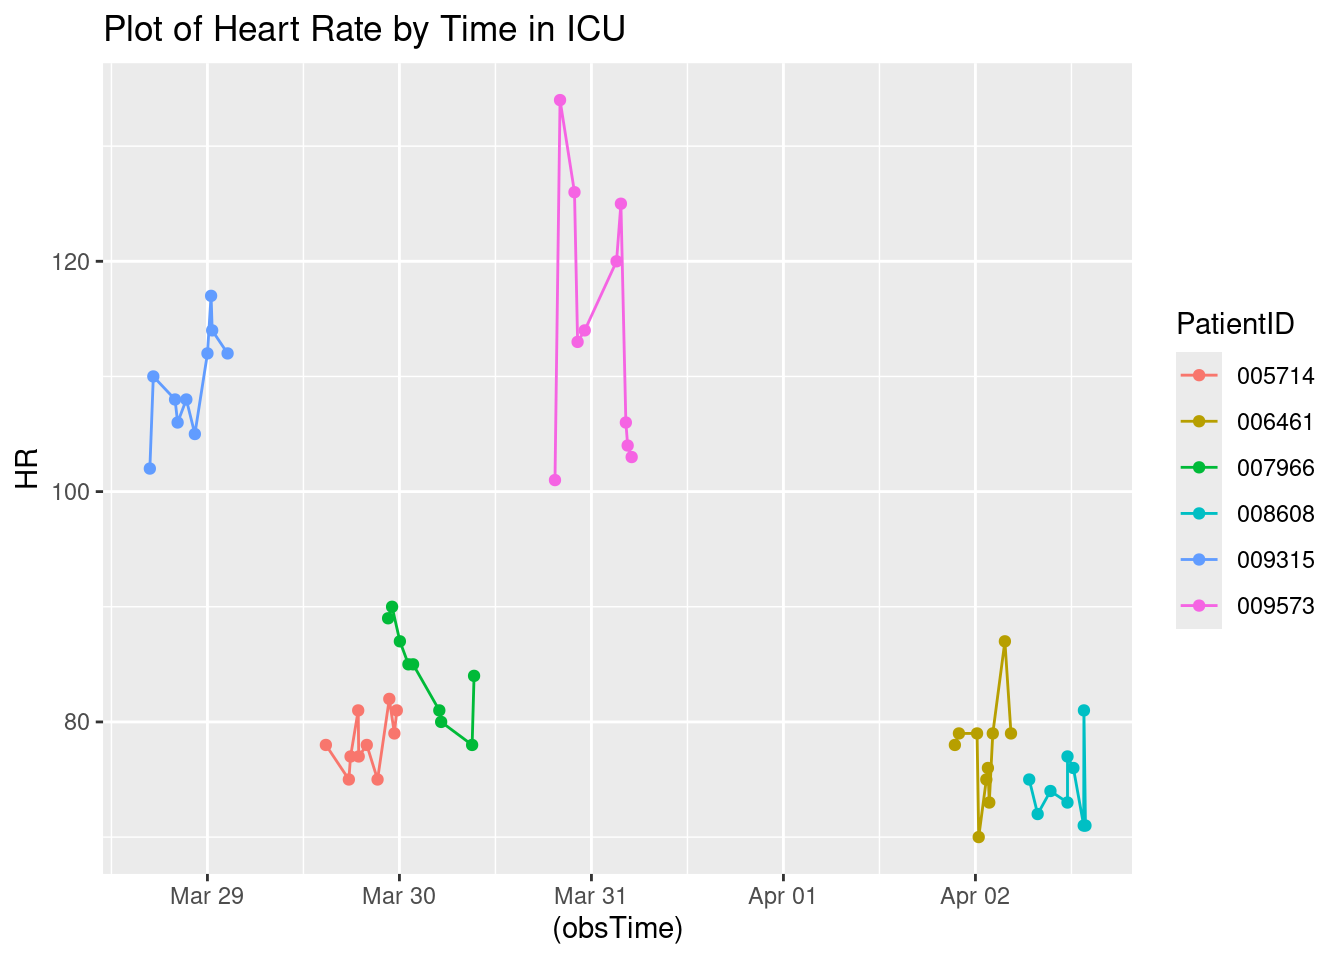 Plot of Heart Rate by Time in ICU
HR
120
100
80
Mar 29
Mar 30
Mar 31
Apr 01
Apr 02
(obsTime)
PatientID
005714
006461
007966
008608
009315
009573